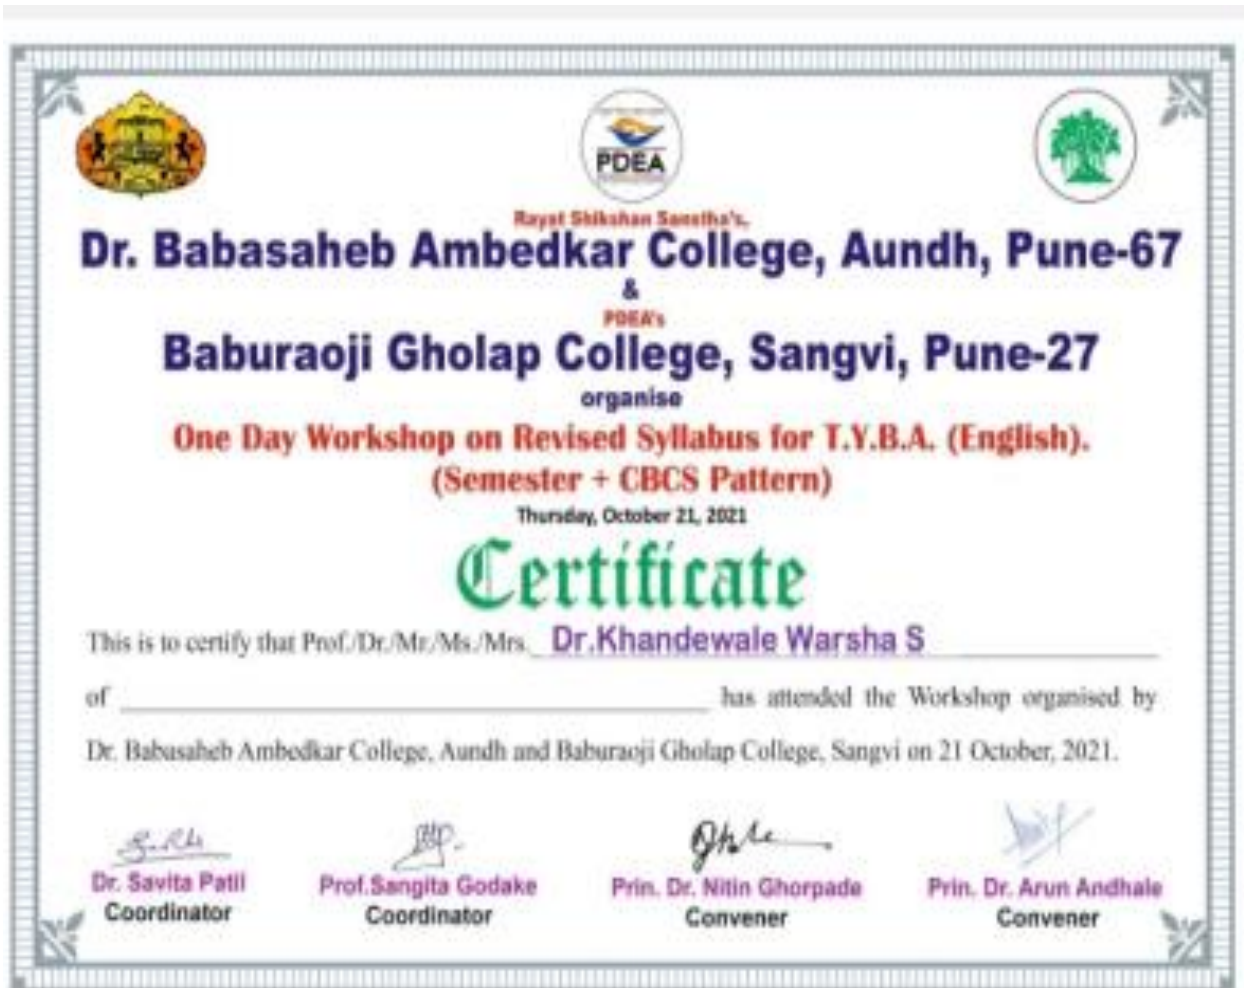 PDEA
Rayat Shikshan Sanstha's,
Dr. Babasaheb Ambedkar College, Aundh, Pune-67
&
PDEA's
Baburaoji Gholap College, Sangvi, Pune-27
organise
One Day Workshop on Revised Syllabus for T.Y.B.A. (English).
(Semester + CBCS Pattern)
Thursday, October 21, 2021
Certificate
This is to certify that Prof./Dr./Mr./Ms./Mrs. Dr.Khandewale Warsha S
of has attended the Workshop organised by
Dr. Babasaheb Ambedkar College, Aundh and Baburaoji Gholap College, Sangvi on 21 October, 2021.
Dr. Savita Patil Prof.Sangita Godake Prin. Dr. Nitin Ghorpade Prin. Dr. Arun Andhale
Coordinator Coordinator Convener Convener